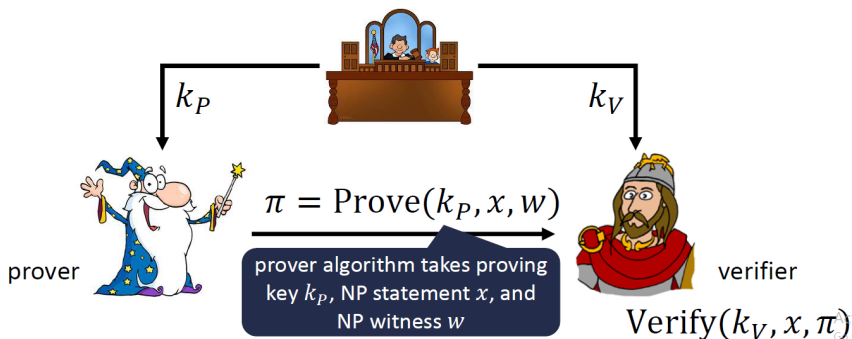 k_P
k_V
π = Prove(k_P, x, w)
prover
prover algorithm takes proving
key k_P, NP statement x, and
NP witness w
verifier
Verify(k_V, x, π)